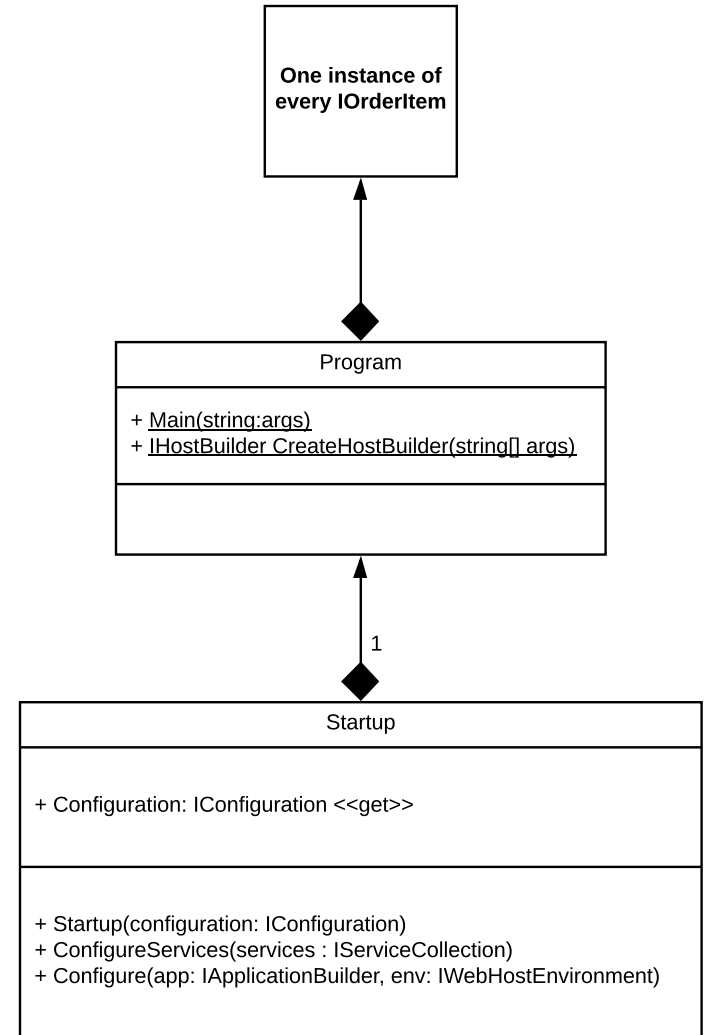 One instance of
every IOrderItem
Program
+ Main(string:args)
+ IHostBuilder CreateHostBuilder(string[] args)
1
Startup
+ Configuration: IConfiguration <<get>>
+ Startup(configuration: IConfiguration)
+ ConfigureServices(services : IServiceCollection)
+ Configure(app: IApplicationBuilder, env: IWebHostEnvironment)